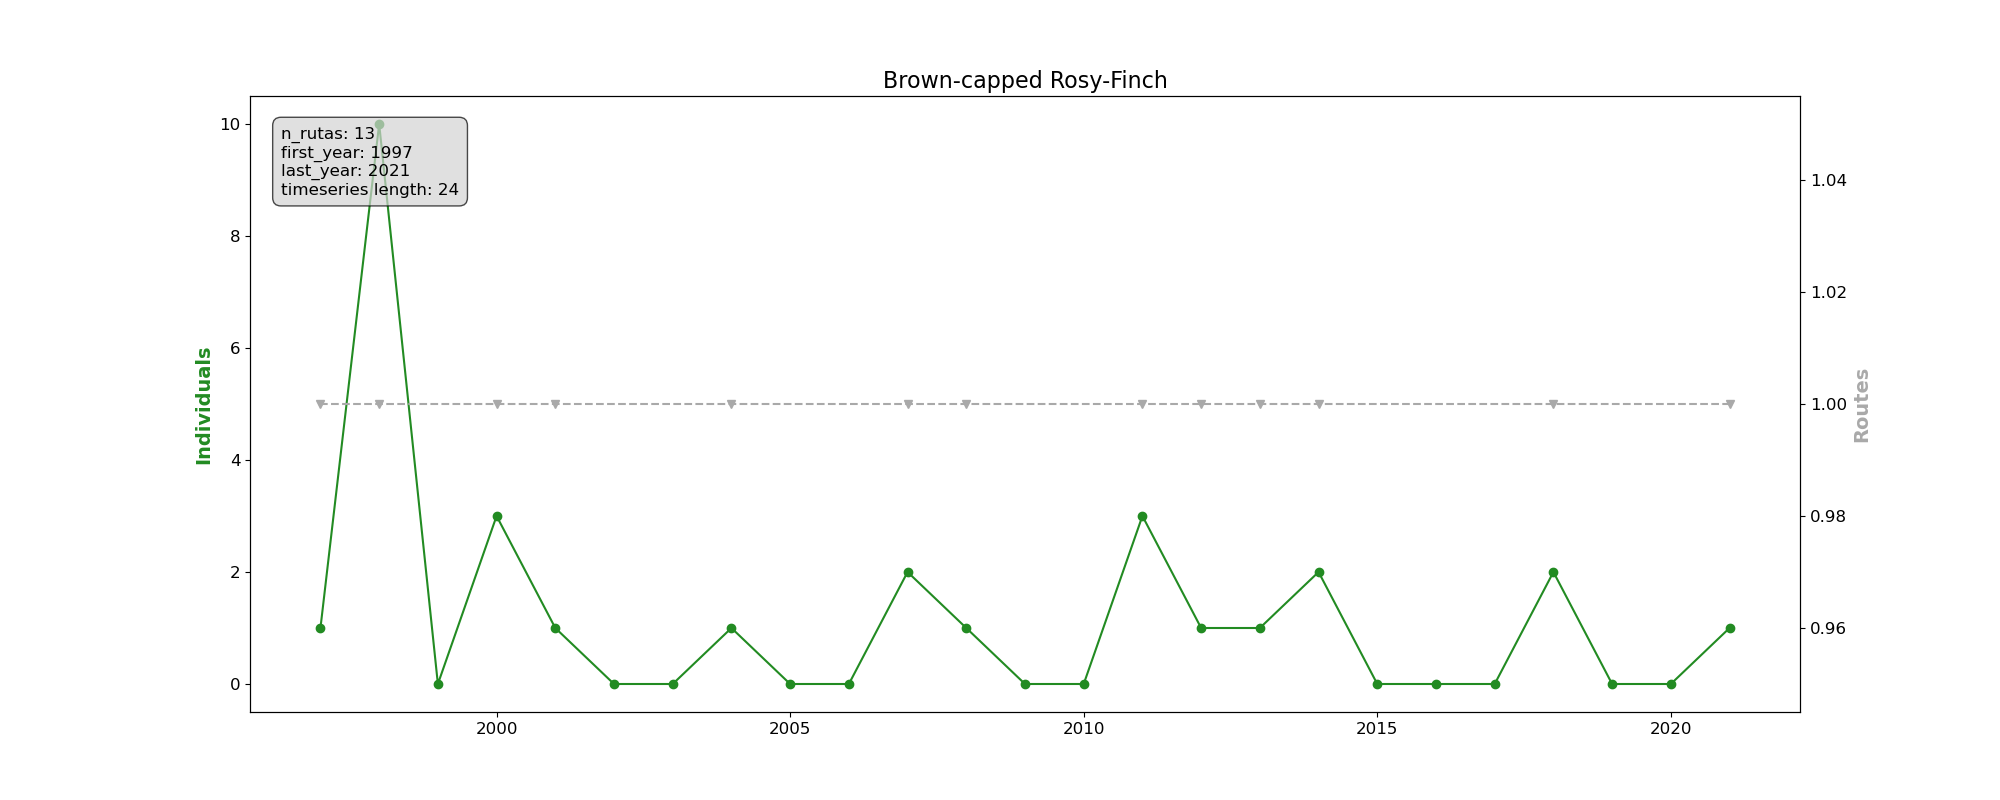 Brown-capped Rosy-Finch
n_rutas: 13
first_year: 1997
last_year: 2021
timeseries length: 24
10
8
6
4
2
0
Individuals
1.04
1.02
1.00
0.98
0.96
Routes
2000
2005
2010
2015
2020